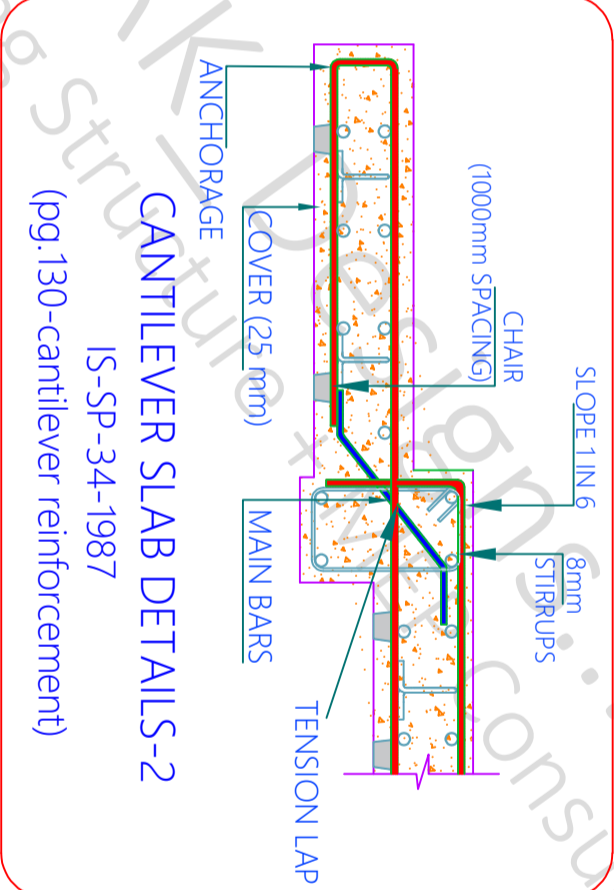 SLOPE 1 IN 6
8mm
STIRRUPS
CHAIR
(1000mm SPACING)
ANCHORAGE
COVER (25 mm)
MAIN BARS
TENSION LAP
CANTILEVER SLAB DETAILS-2
IS-SP-34-1987
(pg.130-cantilever reinforcement)